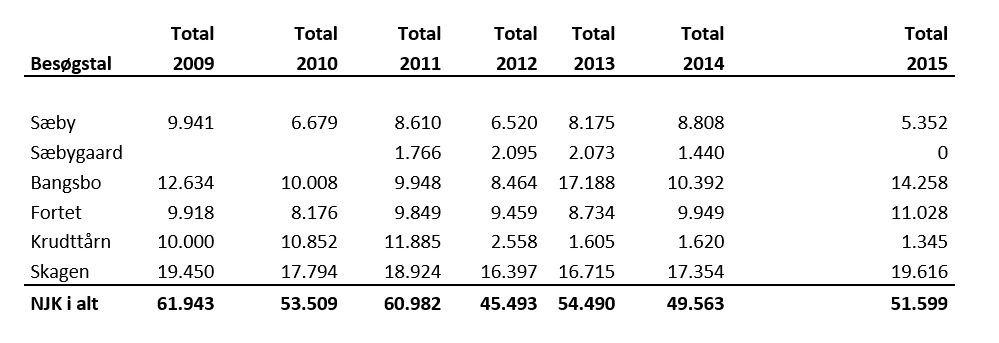 Total Total Total Total Total Total Total
Besøgstal 2009 2010 2011 2012 2013 2014 2015
Sæby 9.941 6.679 8.610 6.520 8.175 8.808 5.352
Sæbygaard 1.766 2.095 2.073 1.440 0
Bangsbo 12.634 10.008 9.948 8.464 17.188 10.392 14.258
Fortet 9.918 8.176 9.849 9.459 8.734 9.949 11.028
Krudttårn 10.000 10.852 11.885 2.558 1.605 1.620 1.345
Skagen 19.450 17.794 18.924 16.397 16.715 17.354 19.616
NJK i alt 61.943 53.509 60.982 45.493 54.490 49.563 51.599